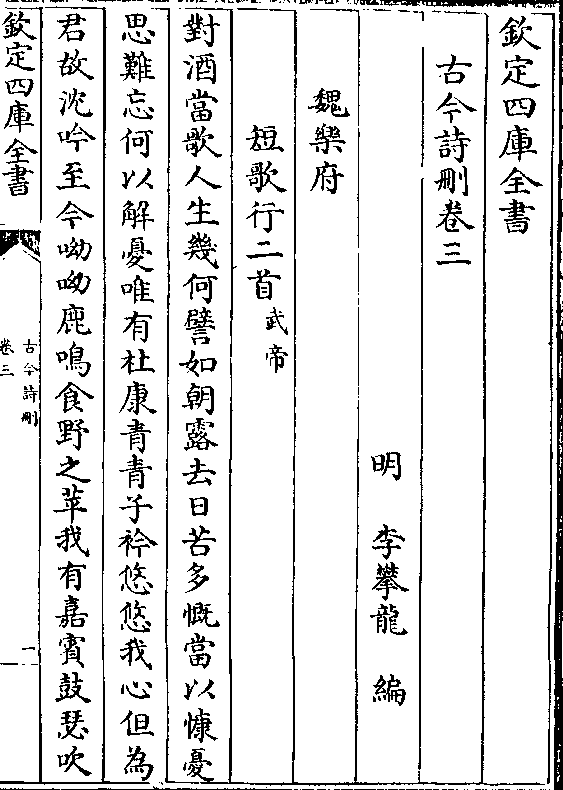 欽定四庫全書
古今詩刪卷三
明 李攀龍 編
魏樂府
短歌行二首 武帝
對酒當歌人生幾何譬如朝露去日苦多慨當以慷憂
思難忘何以解憂唯有杜康青青子衿悠悠我心但為
君故沈吟至今呦呦鹿鳴食野之苹我有嘉賓鼓瑟吹
欽定四庫全書
古今詩刪
卷三
一